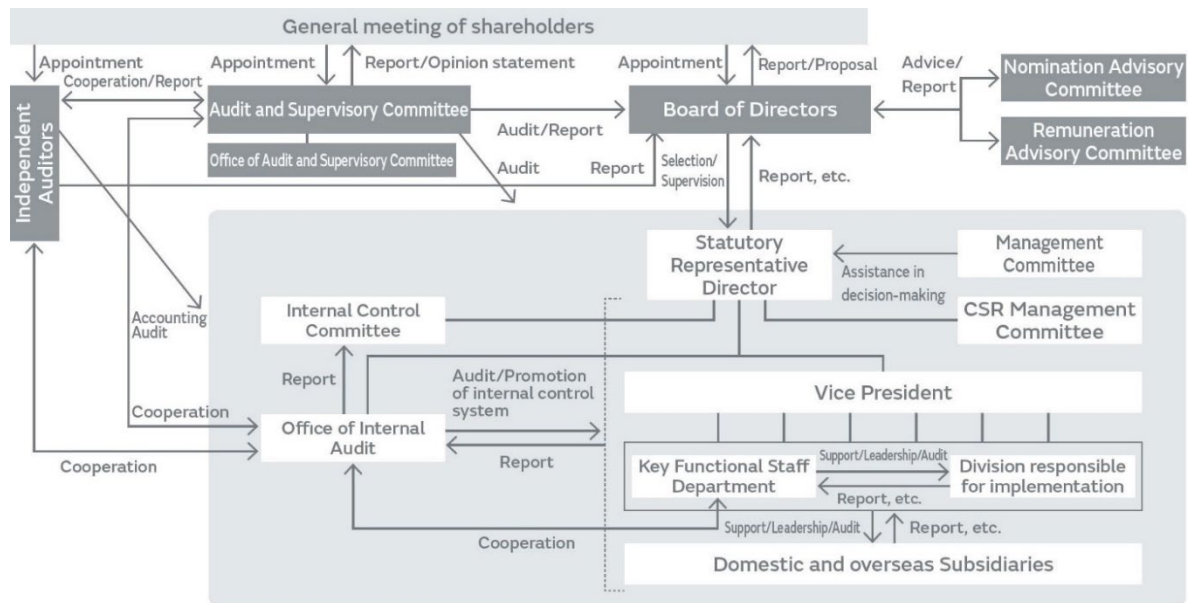 General meeting of shareholders
Appointment
Cooperation/Report
Appointment
Report/Opinion statement
Appointment
Report/Proposal
Advice/
Report
Nomination Advisory
Committee
Remuneration
Advisory Committee
Independent
Auditors
Audit and Supervisory Committee
Office of Audit and Supervisory Committee
Audit/Report
Audit
Board of Directors
Report
Selection/
Supervision
Report, etc.
Statutory
Representative
Director
Assistance in
decision-making
Management
Committee
CSR Management
Committee
Accounting
Audit
Internal Control
Committee
Report
Audit/Promotion
of internal control
system
Vice President
Cooperation
Office of Internal
Audit
Report
Cooperation
Key Functional Staff
Department
Support/Leadership/Audit
Report, etc.
Division responsible
for implementation
Cooperation
Support/Leadership/Audit
Report, etc.
Domestic and overseas Subsidiaries